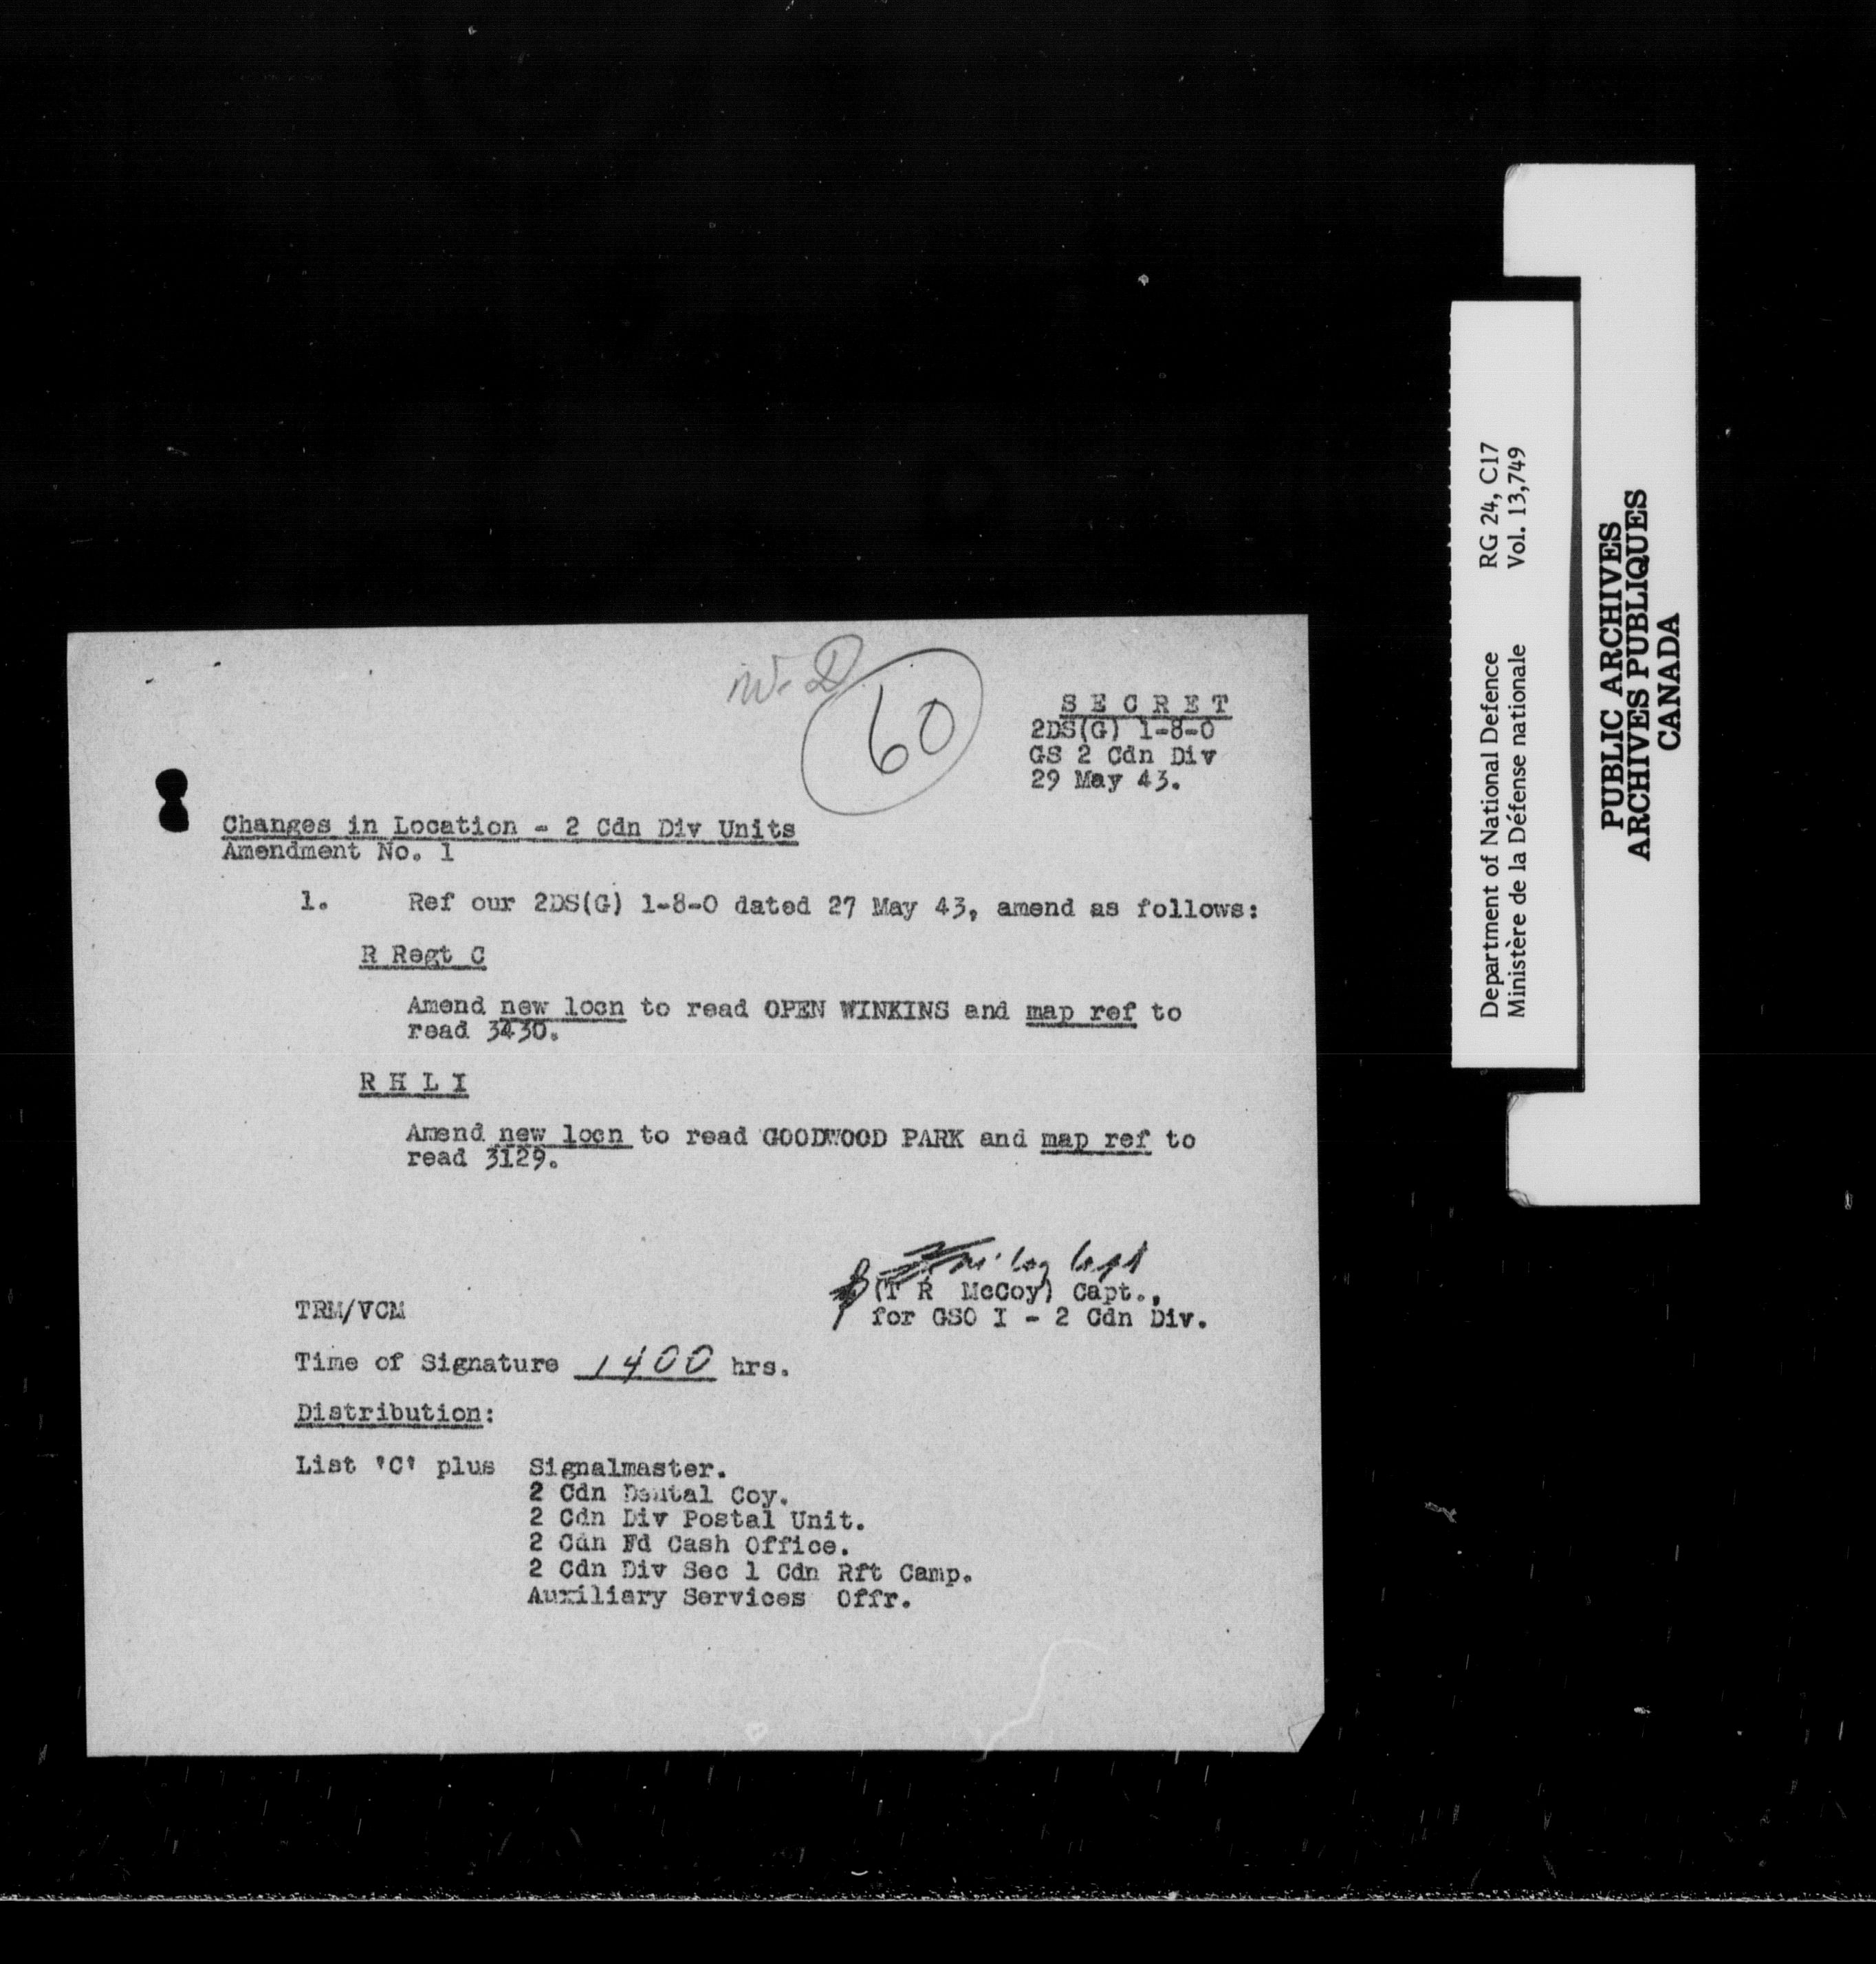 W. D
60
S E C R E T
2DS(G) 1-8-0
GS 2 Cdn Div
29 May 43.
Changes in Location - 2 Cdn Div Units
Amendment No. 1
1. Ref our 2DS(G) 1-8-0 dated 27 May 43, amend as follows:
R Regt C
Amend new locn to read OPEN WINKINS and map ref to
read 3430.
R H L I
Amend new locn to read GOODWOOD PARK and map ref to
read 3129.
Capt
(T R McCoy) Capt.,
TRM/VCM
for GSO I - 2 Cdn Div.
Time of Signature 1400 hrs.
Distribution:
List 'C' plus Signalmaster.
2 Cdn Dental Coy.
2 Cdn Div Postal Unit.
2 Cdn Fd Cash Office.
2 Cdn Div Sec 1 Cdn Rft Camp.
Auxiliary Services Offr.
Department of National Defence RG 24, C17
Ministère de la Défense nationale Vol. 13,749
PUBLIC ARCHIVES
ARCHIVES PUBLIQUES
CANADA